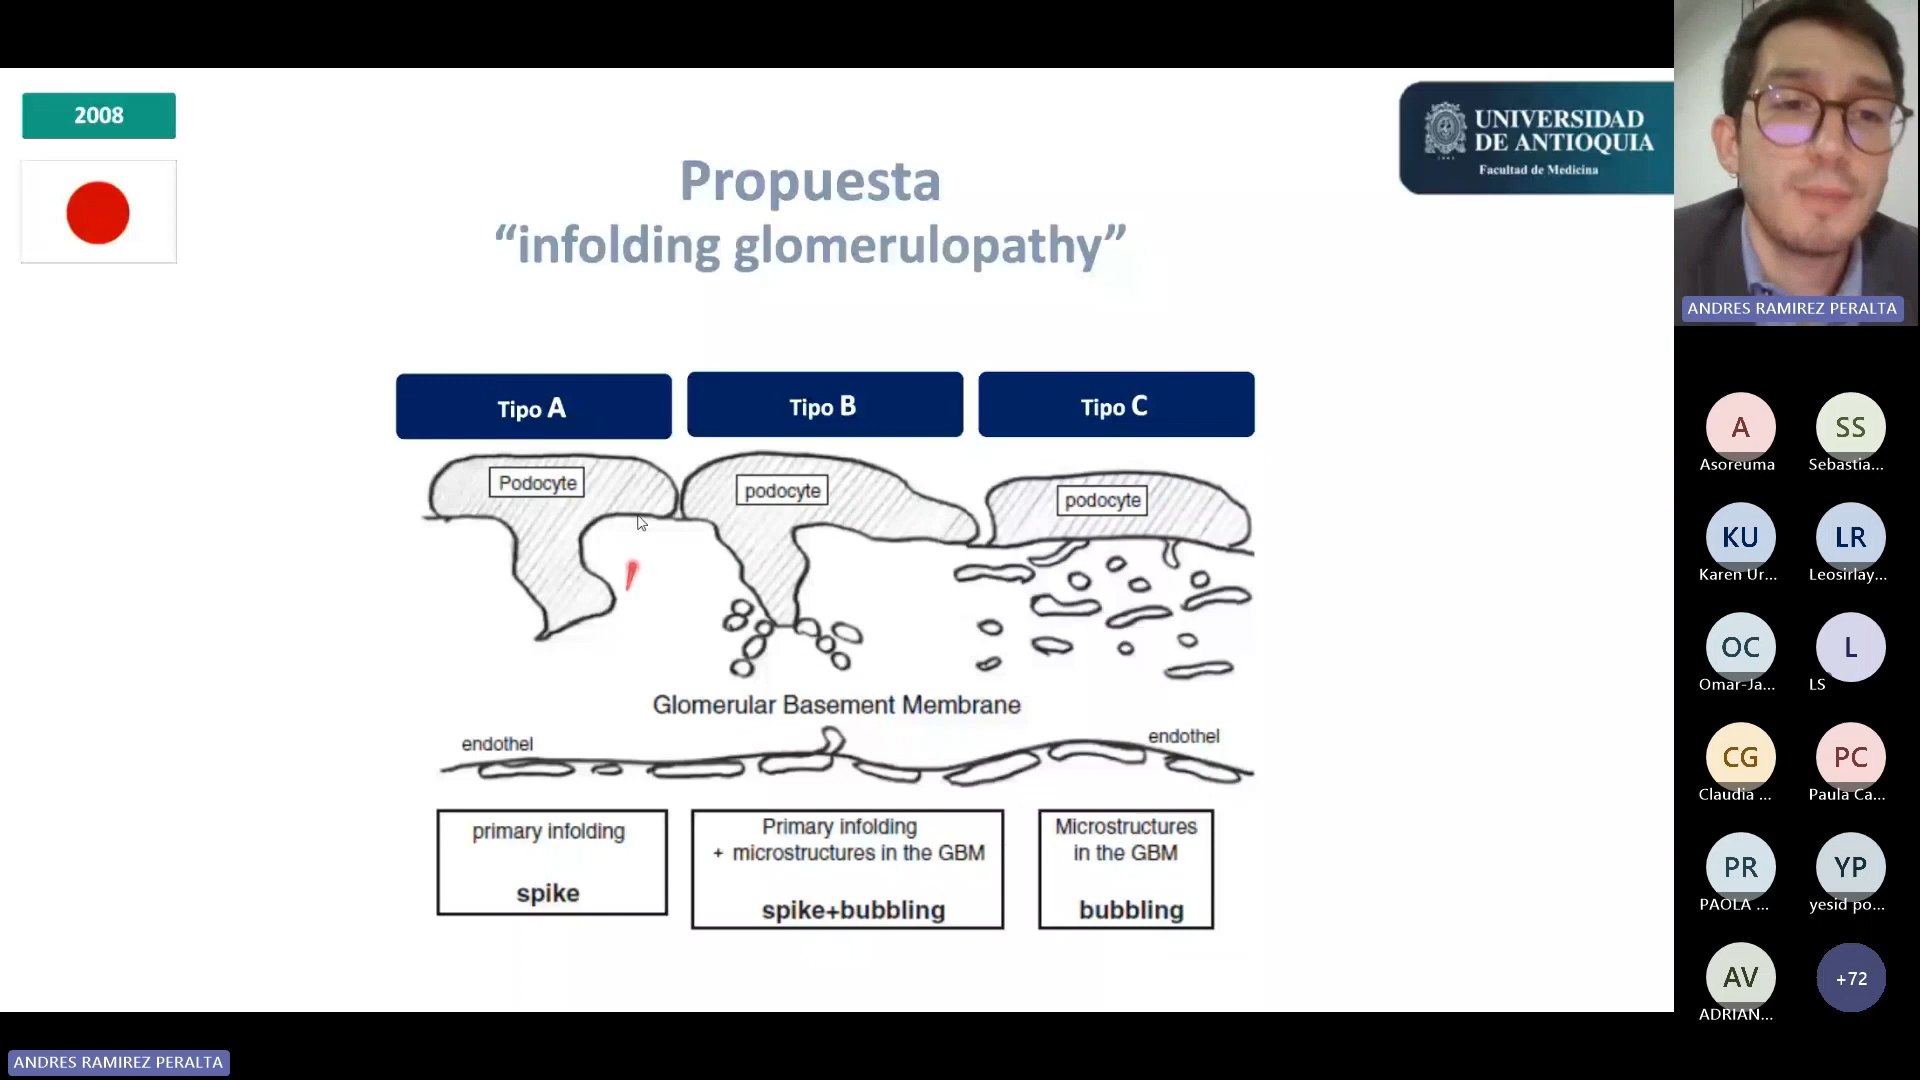 2008
UNIVERSIDAD
DE ANTIOQUIA
Facultad de Medicina
Propuesta
“infolding glomerulopathy”
Tipo A
Tipo B
Tipo C
Podocyte
podocyte
podocyte
Glomerular Basement Membrane
endothel
endothel
primary infolding
spike
Primary infolding
+ microstructures in the GBM
spike+bubbling
Microstructures
in the GBM
bubbling
ANDRES RAMIREZ PERALTA
A
Asoreuma
SS
Sebastia...
KU
Karen Ur...
LR
Leosirlay...
OC
Omar-Ja...
L
LS
CG
Claudia ...
PC
Paula Ca...
PR
PAOLA ...
YP
yesid po...
AV
ADRIAN...
+72
ANDRES RAMIREZ PERALTA